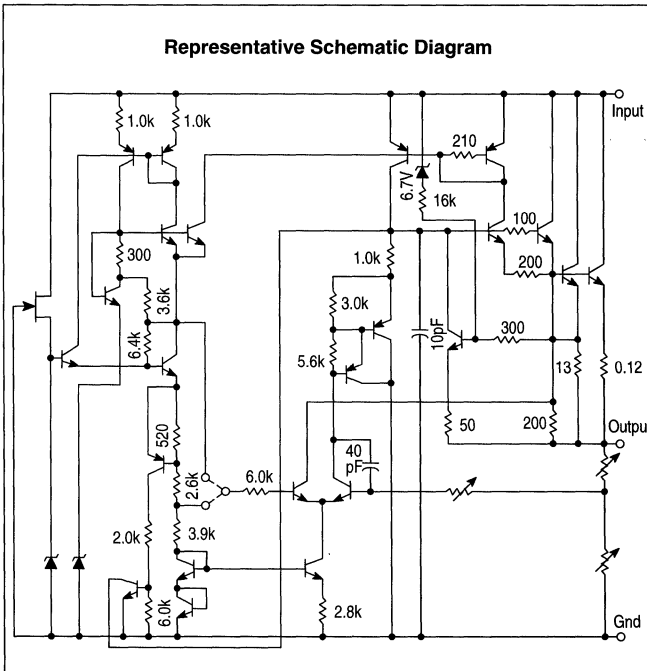 Representative Schematic Diagram
Input
1.0k
1.0k
210
6.7V
16k
100
300
1.0k
200
3.6k
3.0k
10pF
300
6.4k
5.6k
13
0.12
520
50
200
Output
40
pF
2.6k
6.0k
2.0k
3.9k
6.0k
2.8k
Gnd